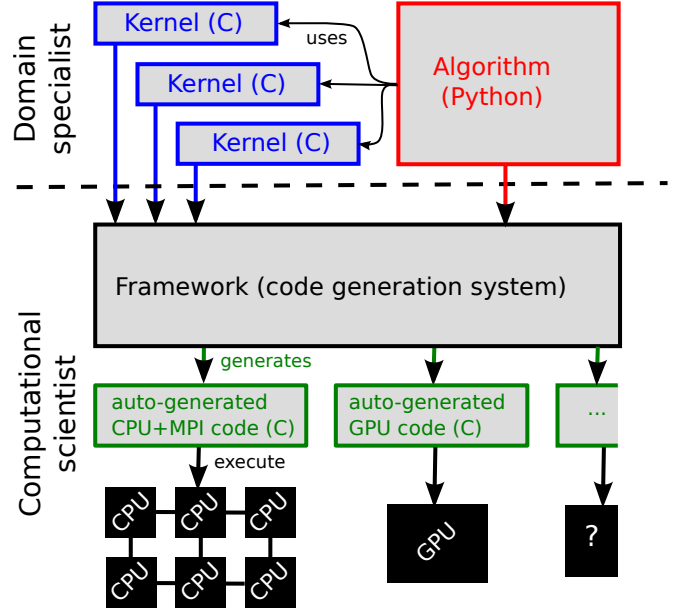 Domain
specialist
Kernel (C)
uses
Kernel (C)
Kernel (C)
Algorithm
(Python)
Computational
scientist
Framework (code generation system)
generates
auto-generated
CPU+MPI code (C)
auto-generated
GPU code (C)
...
execute
CPU
CPU
CPU
CPU
CPU
CPU
GPU
?